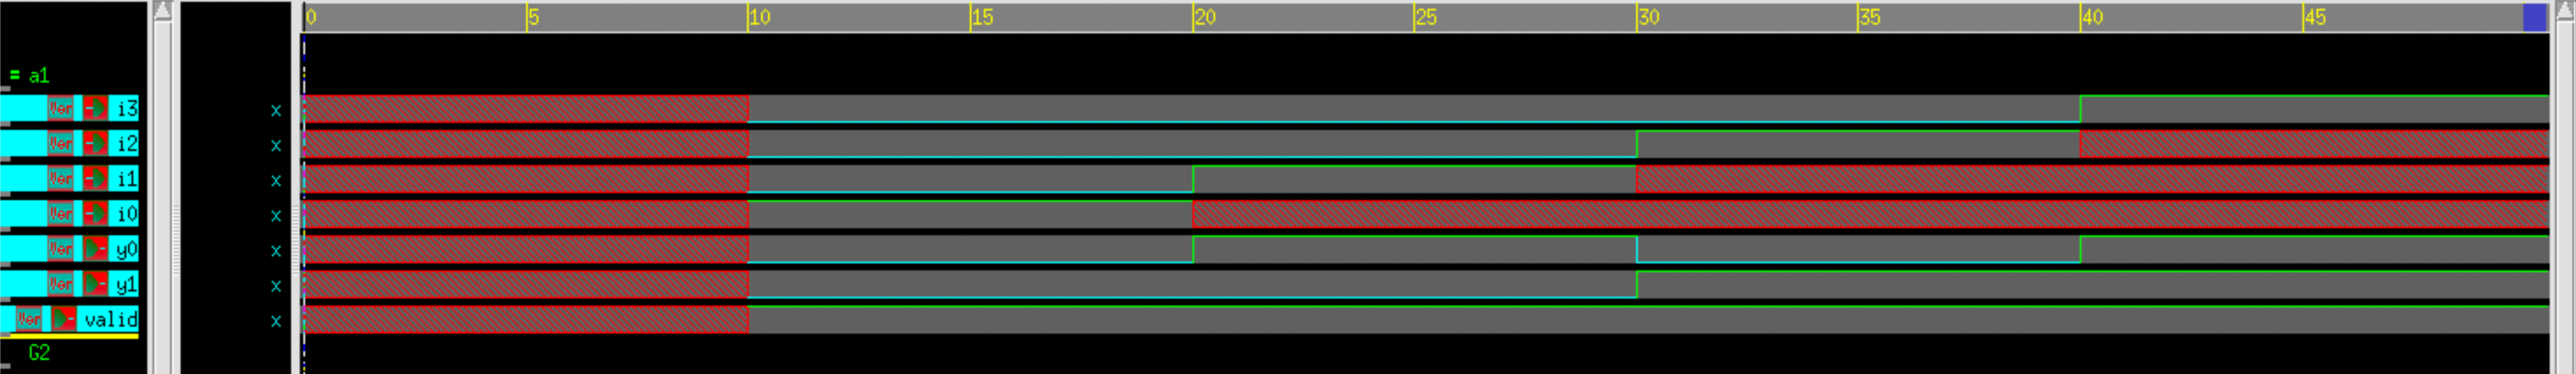 0 5 10 15 20 25 30 35 40 45
= a1
Ver i3 x
Ver i2 x
Ver i1 x
Ver i0 x
Ver y0 x
Ver y1 x
Ver valid x
G2